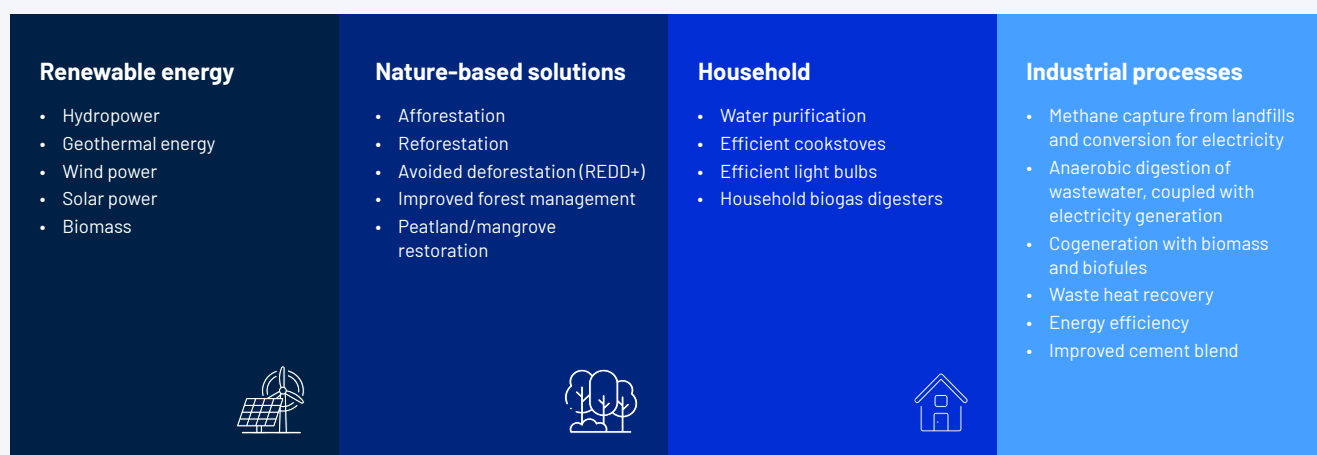 Renewable energy
• Hydropower
• Geothermal energy
• Wind power
• Solar power
• Biomass
Nature-based solutions
• Afforestation
• Reforestation
• Avoided deforestation (REDD+)
• Improved forest management
• Peatland/mangrove
restoration
Household
• Water purification
• Efficient cookstoves
• Efficient light bulbs
• Household biogas digesters
Industrial processes
• Methane capture from landfills
and conversion for electricity
• Anaerobic digestion of
wastewater, coupled with
electricity generation
• Cogeneration with biomass
and biofules
• Waste heat recovery
• Energy efficiency
• Improved cement blend